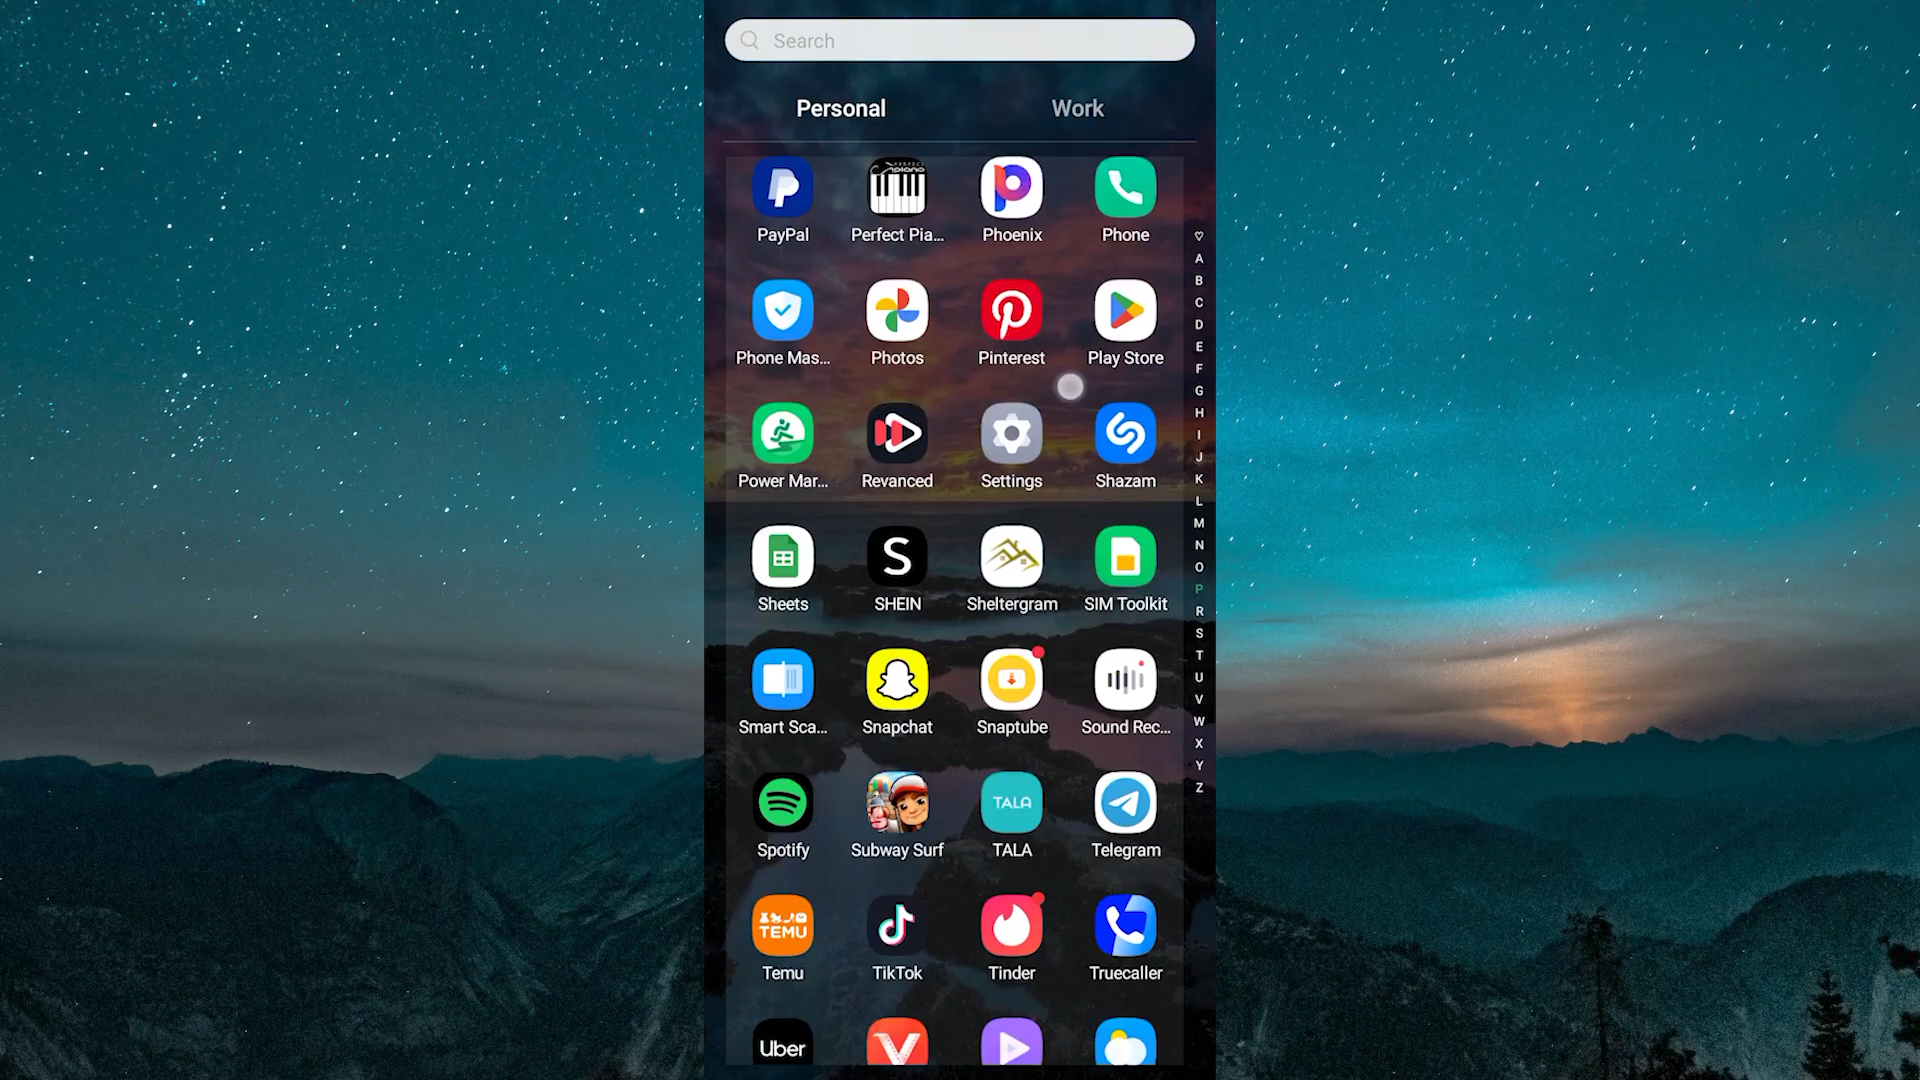 Search
Personal Work
PayPal Perfect Pia... Phoenix Phone
Phone Mas... Photos Pinterest Play Store
Power Mar... Revanced Settings Shazam
Sheets SHEIN Sheltergram SIM Toolkit
Smart Sca... Snapchat Snaptube Sound Rec...
TALA
Spotify Subway Surf TALA Telegram
TEMU
Temu TikTok Tinder Truecaller
Uber
A
B
C
D
E
F
G
H
I
J
K
L
M
N
O
P
R
S
T
U
V
W
X
Y
Z